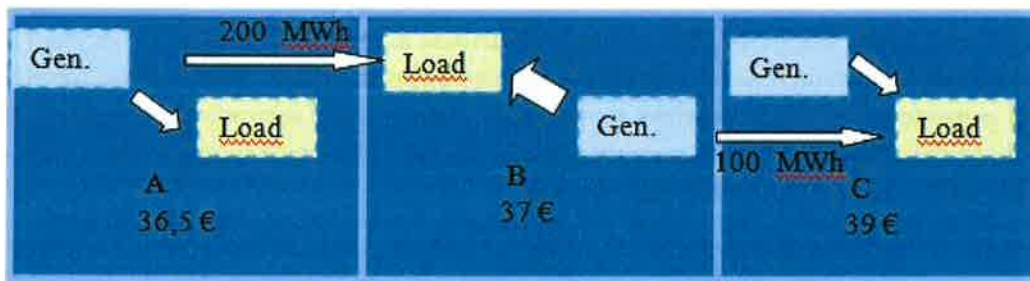 Gen.
200 MWh
Load
Load
A
36,5 €
Gen.
B
37 €
Gen.
Load
100 MWh
C
39 €